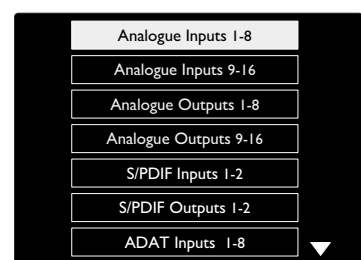 Analogue Inputs 1-8
Analogue Inputs 9-16
Analogue Outputs 1-8
Analogue Outputs 9-16
S/PDIF Inputs 1-2
S/PDIF Outputs 1-2
ADAT Inputs 1-8